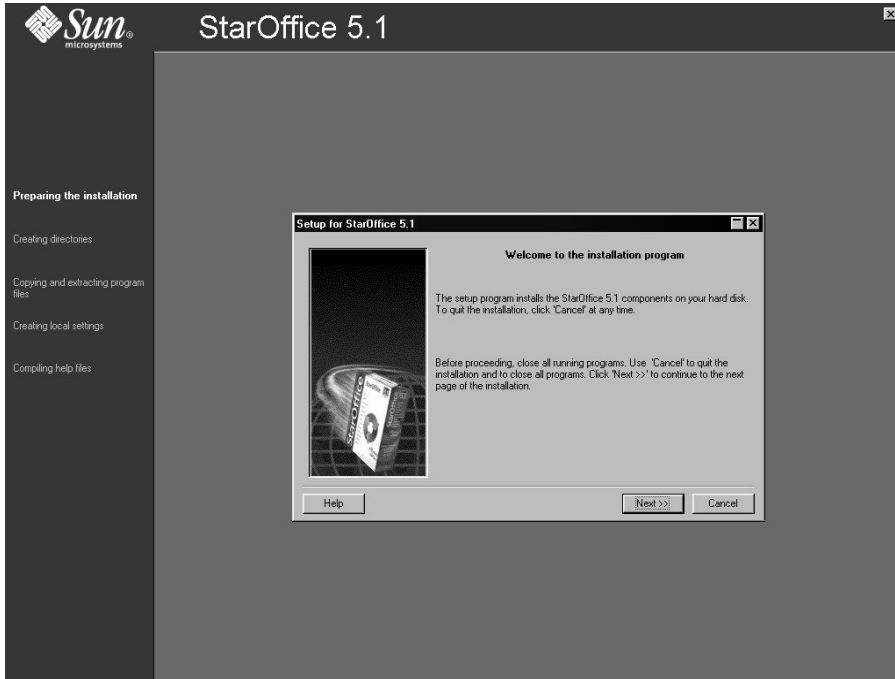 Sun®
microsystems
StarOffice 5.1
Preparing the installation
Creating directories
Copying and extracting program
files
Creating local settings
Compiling help files
Setup for StarOffice 5.1
Welcome to the installation program
The setup program installs the StarOffice 5.1 components on your hard disk.
To quit the installation, click 'Cancel' at any time.
Before proceeding, close all running programs. Use 'Cancel' to quit the
installation and to close all programs. Click 'Next >>' to continue to the next
page of the installation.
StarOffice
StarOffice
StarOffice
Help
Next >>
Cancel